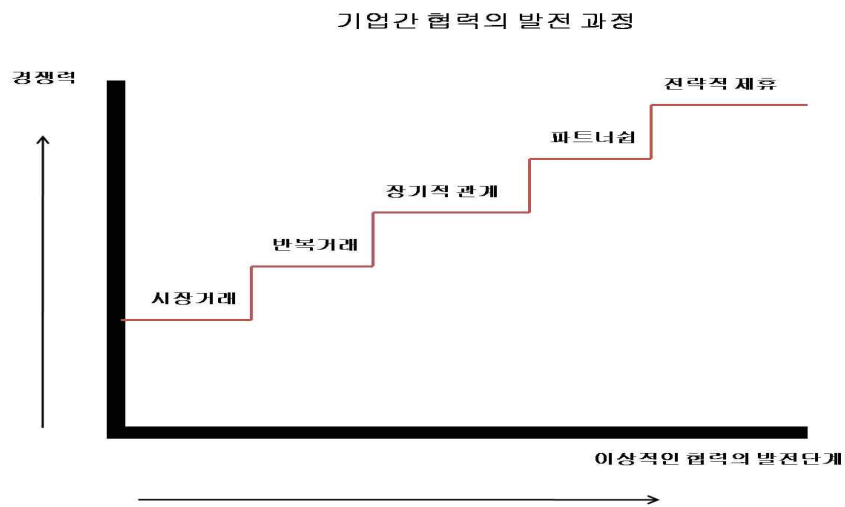 기업간 협력의 발전 과정
경쟁력
전략적 제휴
파트너쉽
장기적 관계
반복거래
시장거래
이상적인 협력의 발전단계